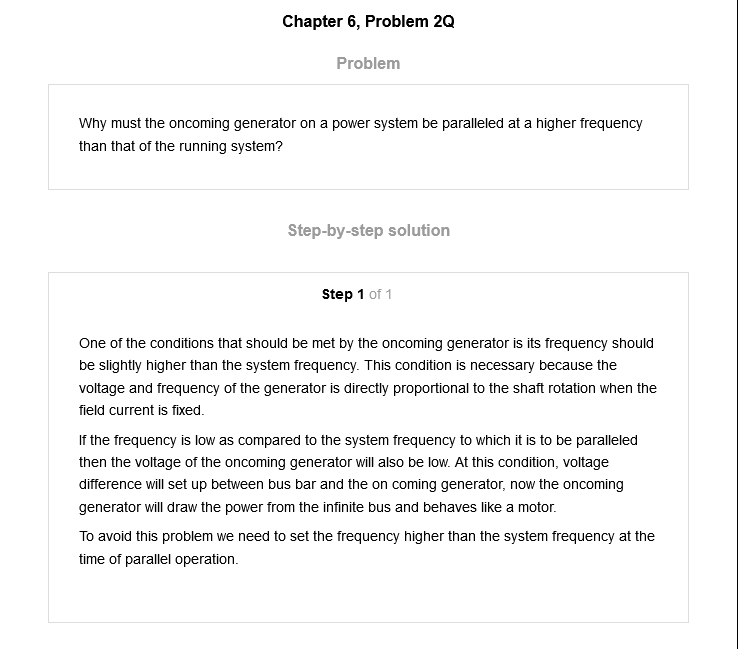 Chapter 6, Problem 2Q
Problem
Why must the oncoming generator on a power system be paralleled at a higher frequency
than that of the running system?
Step-by-step solution
Step 1 of 1
One of the conditions that should be met by the oncoming generator is its frequency should
be slightly higher than the system frequency. This condition is necessary because the
voltage and frequency of the generator is directly proportional to the shaft rotation when the
field current is fixed.
If the frequency is low as compared to the system frequency to which it is to be paralleled
then the voltage of the oncoming generator will also be low. At this condition, voltage
difference will set up between bus bar and the on coming generator, now the oncoming
generator will draw the power from the infinite bus and behaves like a motor.
To avoid this problem we need to set the frequency higher than the system frequency at the
time of parallel operation.